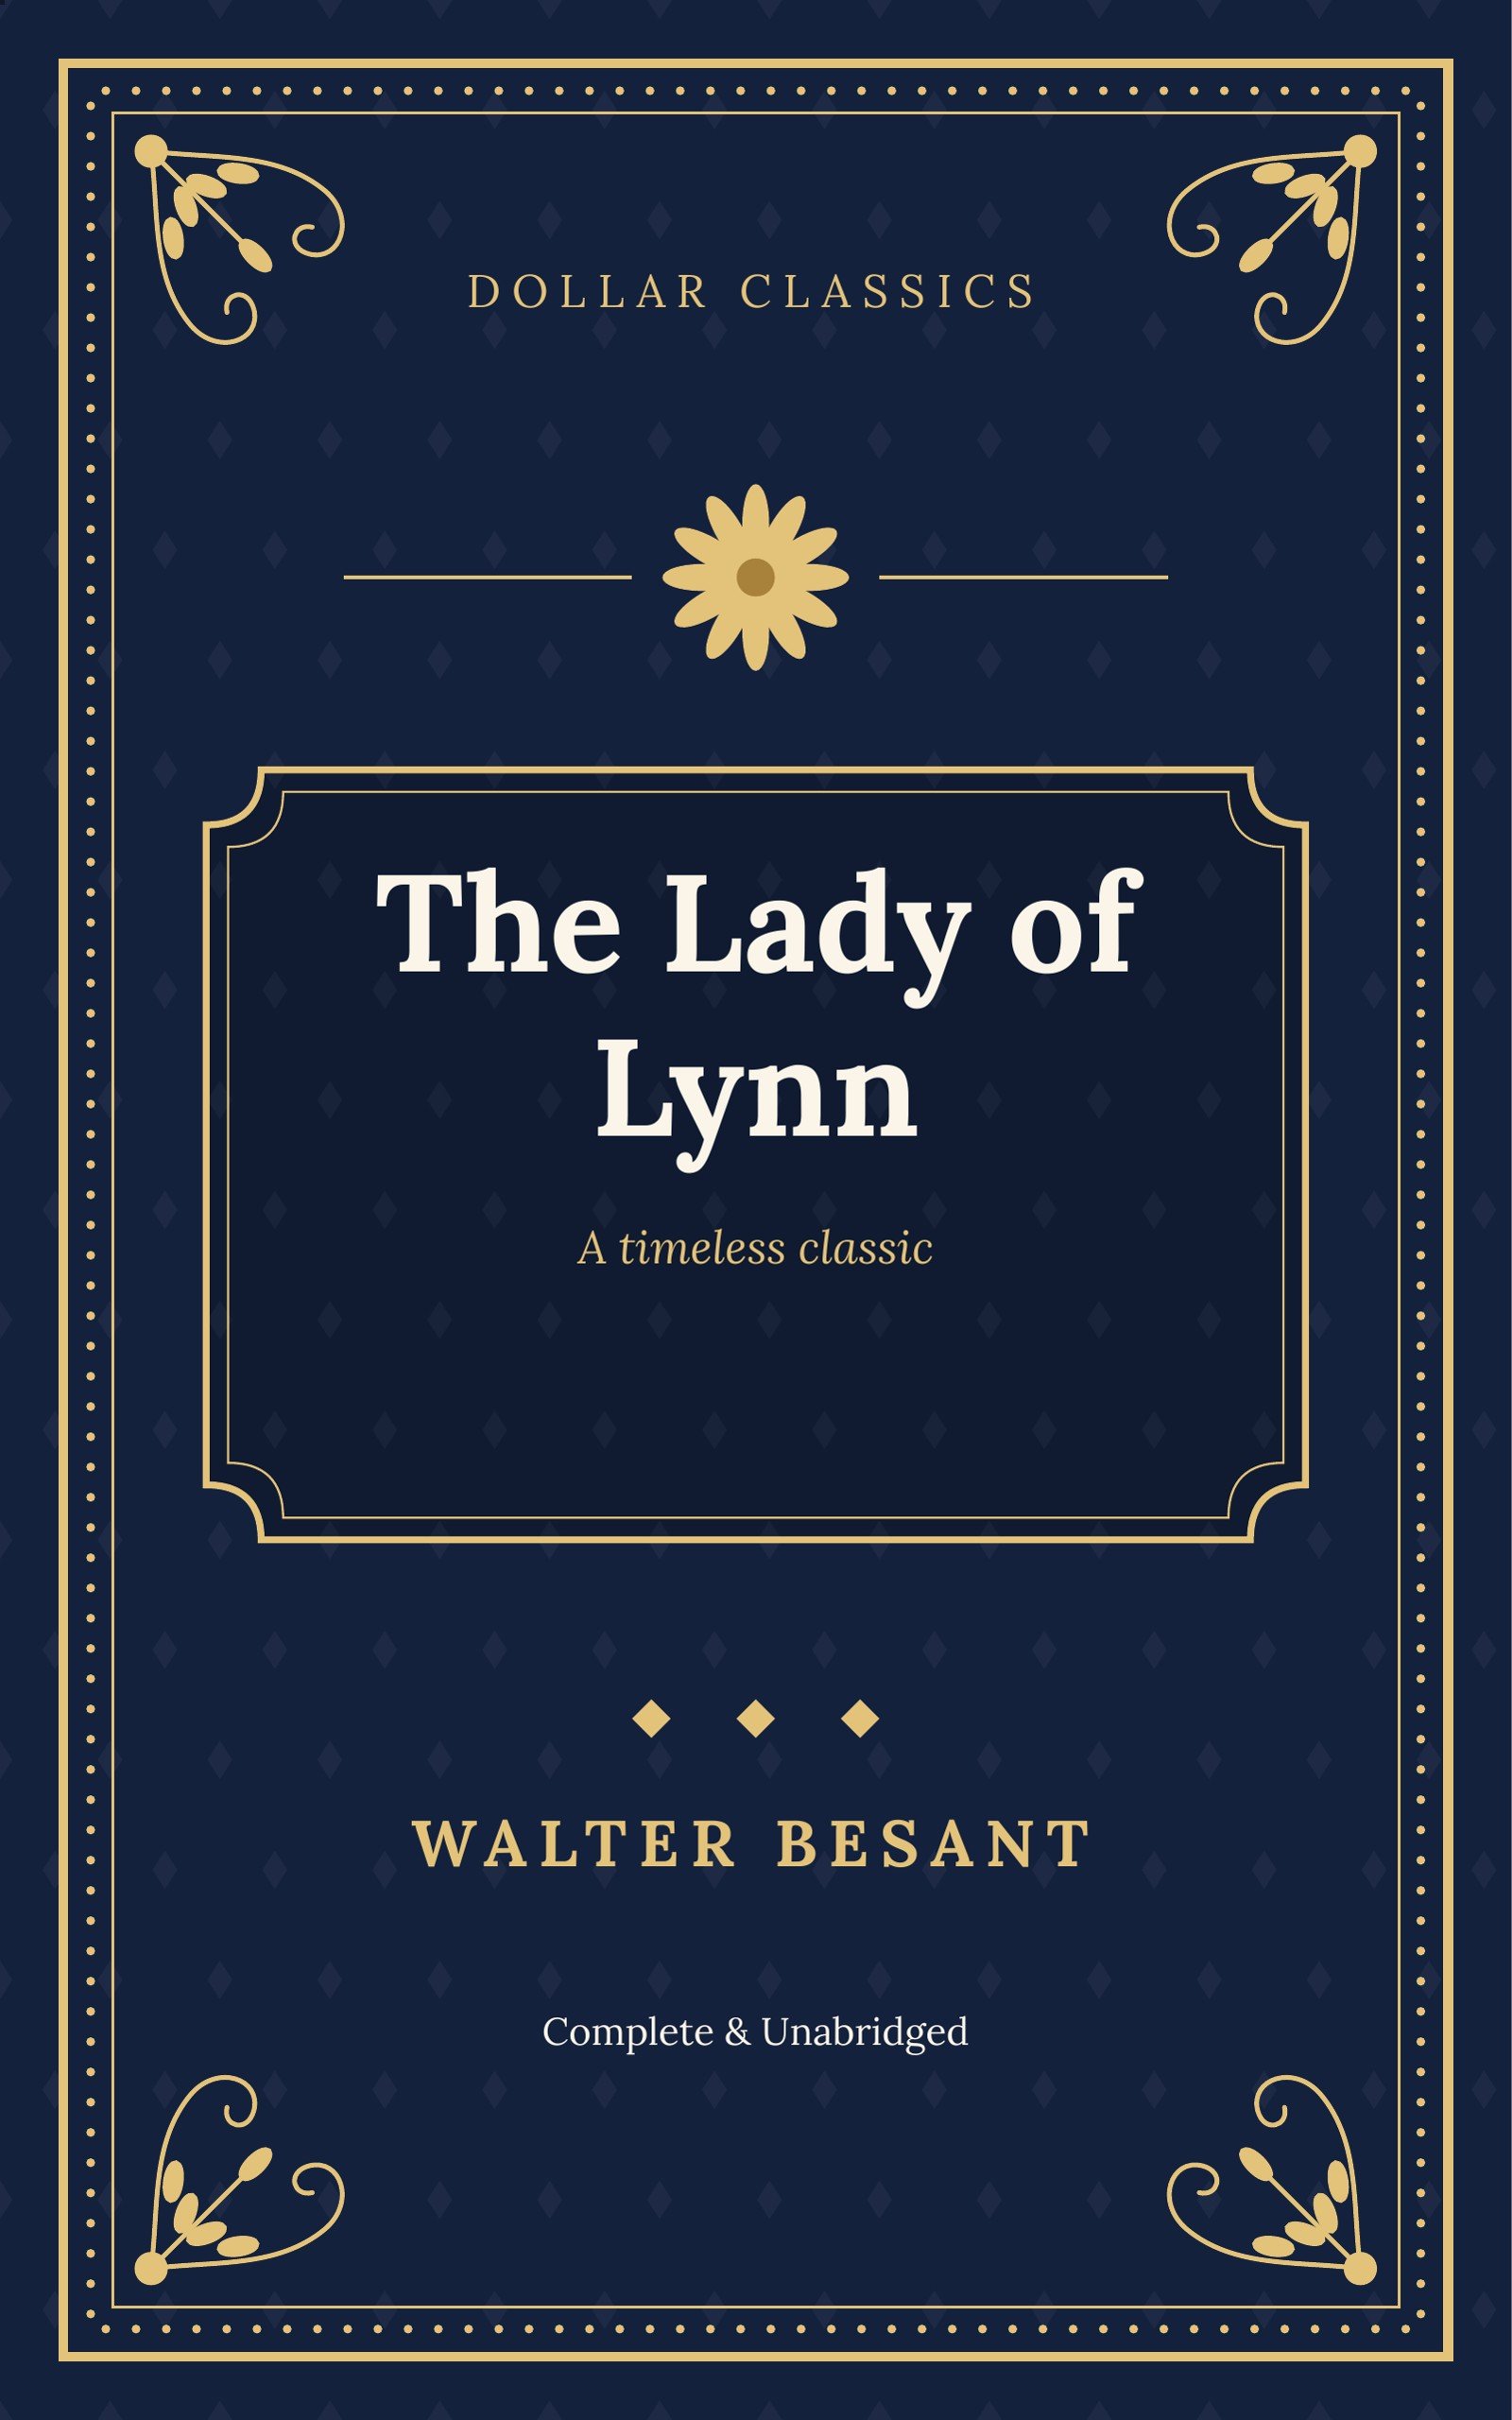 DOLLAR CLASSICS
The Lady of
Lynn
A timeless classic
WALTER BESANT
Complete & Unabridged